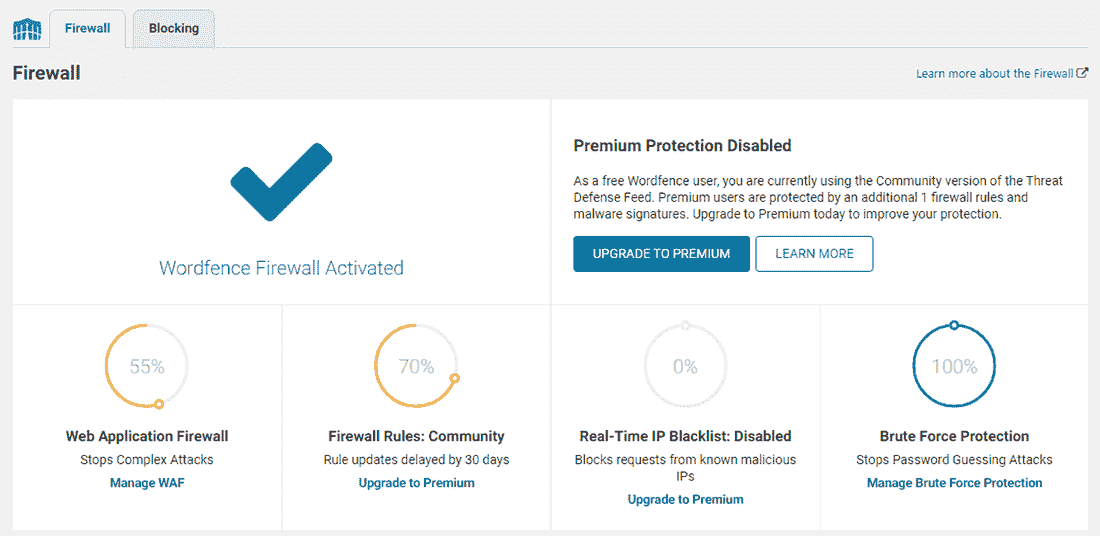 Firewall
Blocking
Firewall
Learn more about the Firewall
Wordfence Firewall Activated
Premium Protection Disabled
As a free Wordfence user, you are currently using the Community version of the Threat
Defense Feed. Premium users are protected by an additional 1 firewall rules and
malware signatures. Upgrade to Premium today to improve your protection.
UPGRADE TO PREMIUM
LEARN MORE
55%
Web Application Firewall
Stops Complex Attacks
Manage WAF
70%
Firewall Rules: Community
Rule updates delayed by 30 days
Upgrade to Premium
0%
Real-Time IP Blacklist: Disabled
Blocks requests from known malicious
IPs
Upgrade to Premium
100%
Brute Force Protection
Stops Password Guessing Attacks
Manage Brute Force Protection